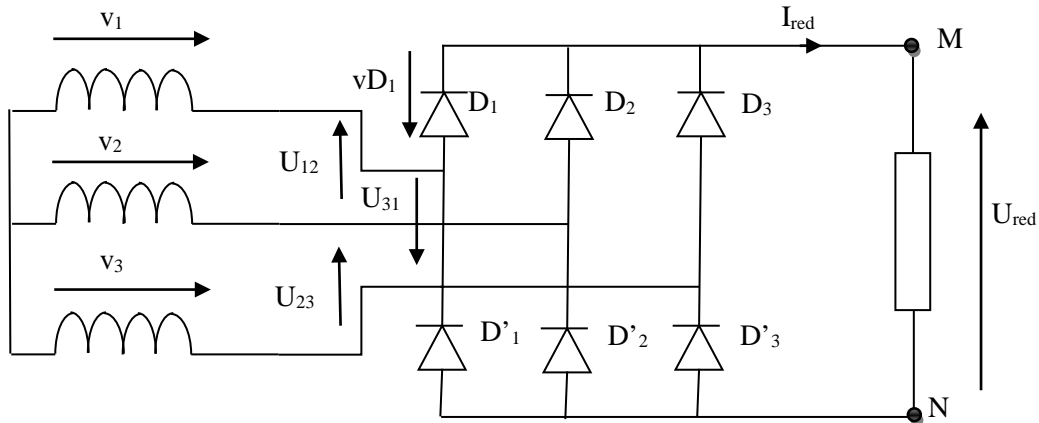 v₁
I_red
M
vD₁
D₁
D₂
D₃
v₂
U₁₂
U₃₁
U_red
v₃
U₂₃
D’₁
D’₂
D’₃
N